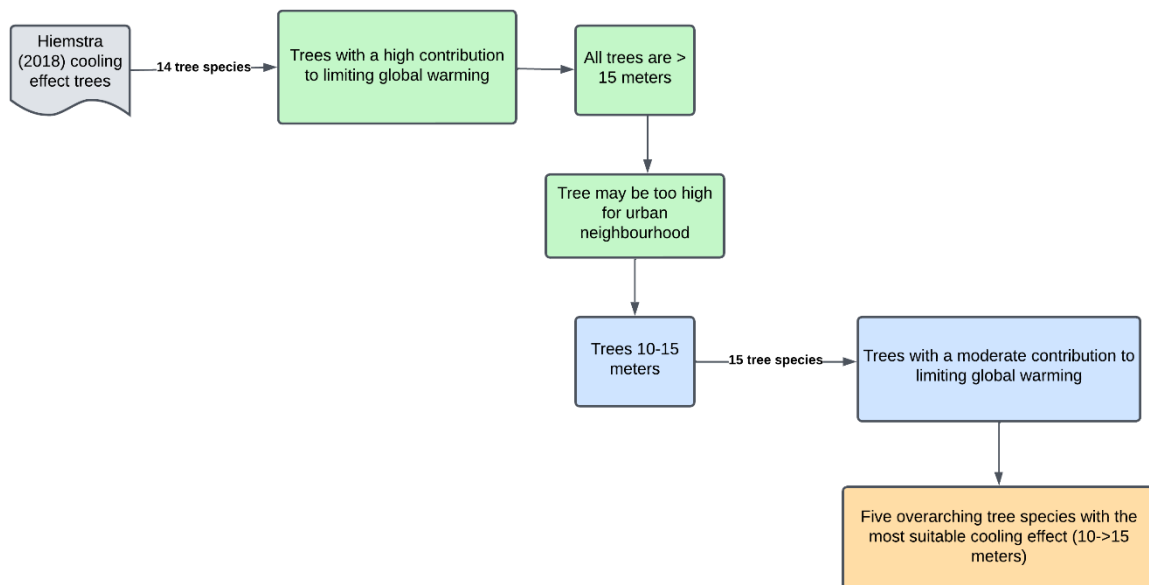 Hiemstra
(2018) cooling
effect trees
14 tree species
Trees with a high contribution
to limiting global warming
All trees are >
15 meters
Tree may be too high
for urban
neighbourhood
Trees 10-15
meters
15 tree species
Trees with a moderate contribution to
limiting global warming
Five overarching tree species with the
most suitable cooling effect (10->15
meters)